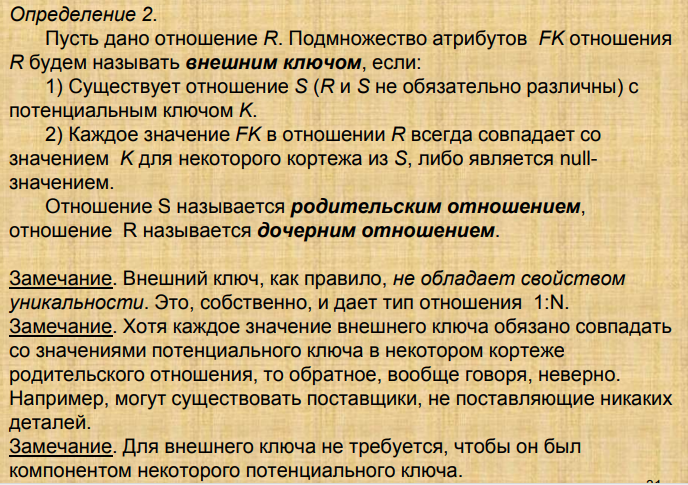 Определение 2.
Пусть дано отношение R. Подмножество атрибутов FK отношения
R будем называть внешним ключом, если:
1) Существует отношение S (R и S не обязательно различны) с
потенциальным ключом K.
2) Каждое значение FK в отношении R всегда совпадает со
значением K для некоторого кортежа из S, либо является null-
значением.
Отношение S называется родительским отношением,
отношение R называется дочерним отношением.
Замечание. Внешний ключ, как правило, не обладает свойством
уникальности. Это, собственно, и дает тип отношения 1:N.
Замечание. Хотя каждое значение внешнего ключа обязано совпадать
со значениями потенциального ключа в некотором кортеже
родительского отношения, то обратное, вообще говоря, неверно.
Например, могут существовать поставщики, не поставляющие никаких
деталей.
Замечание. Для внешнего ключа не требуется, чтобы он был
компонентом некоторого потенциального ключа.